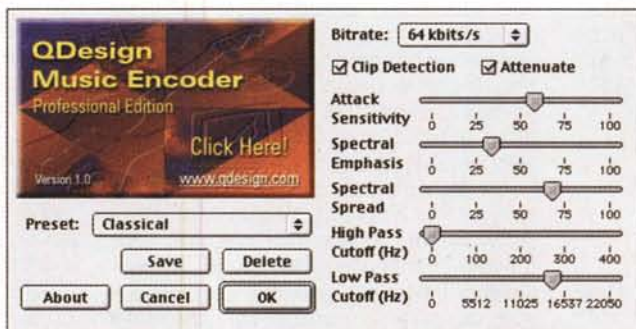 QDesign
Music Encoder
Professional Edition
Click Here!
Version 1.0
www.qdesign.com
Preset: Classical
Save
Delete
About
Cancel
OK
Bitrate: 64 kbits/s
Clip Detection
Attenuate
Attack
Sensitivity
0 25 50 75 100
Spectral
Emphasis
0 25 50 75 100
Spectral
Spread
0 25 50 75 100
High Pass
Cutoff (Hz)
0 100 200 300 400
Low Pass
Cutoff (Hz)
0 5512 11025 16537 22050